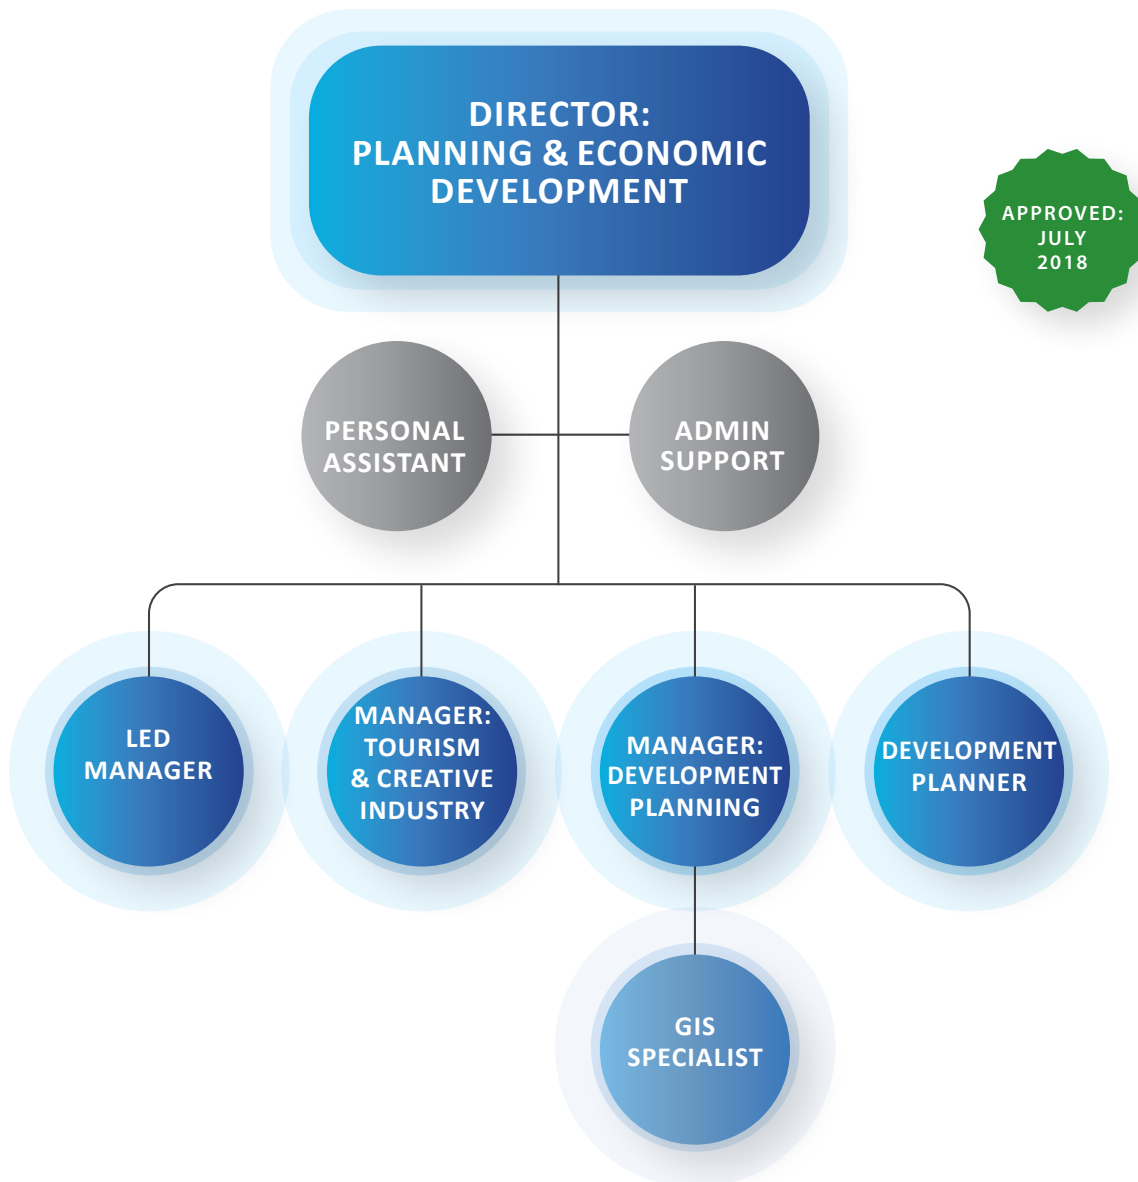 DIRECTOR:
PLANNING & ECONOMIC
DEVELOPMENT
APPROVED:
JULY
2018
PERSONAL
ASSISTANT
ADMIN
SUPPORT
LED
MANAGER
MANAGER:
TOURISM
& CREATIVE
INDUSTRY
MANAGER:
DEVELOPMENT
PLANNING
DEVELOPMENT
PLANNER
GIS
SPECIALIST